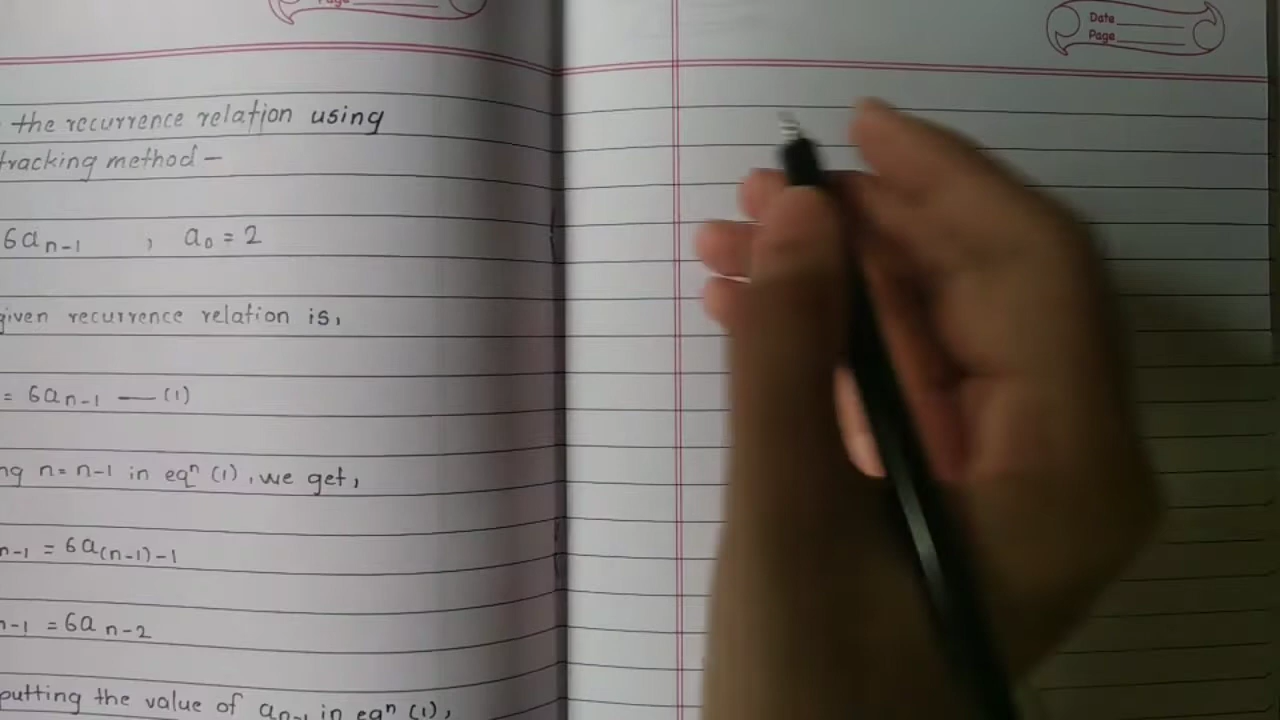 Page
Date
Page
the recurrence relation using
tracking method –
6an-1 , a0 = 2
given recurrence relation is,
= 6an-1 — (1)
ng n = n-1 in eqn (1), we get,
n-1 = 6a(n-1)-1
n-1 = 6an-2
putting the value of an-1 in eqn (1),